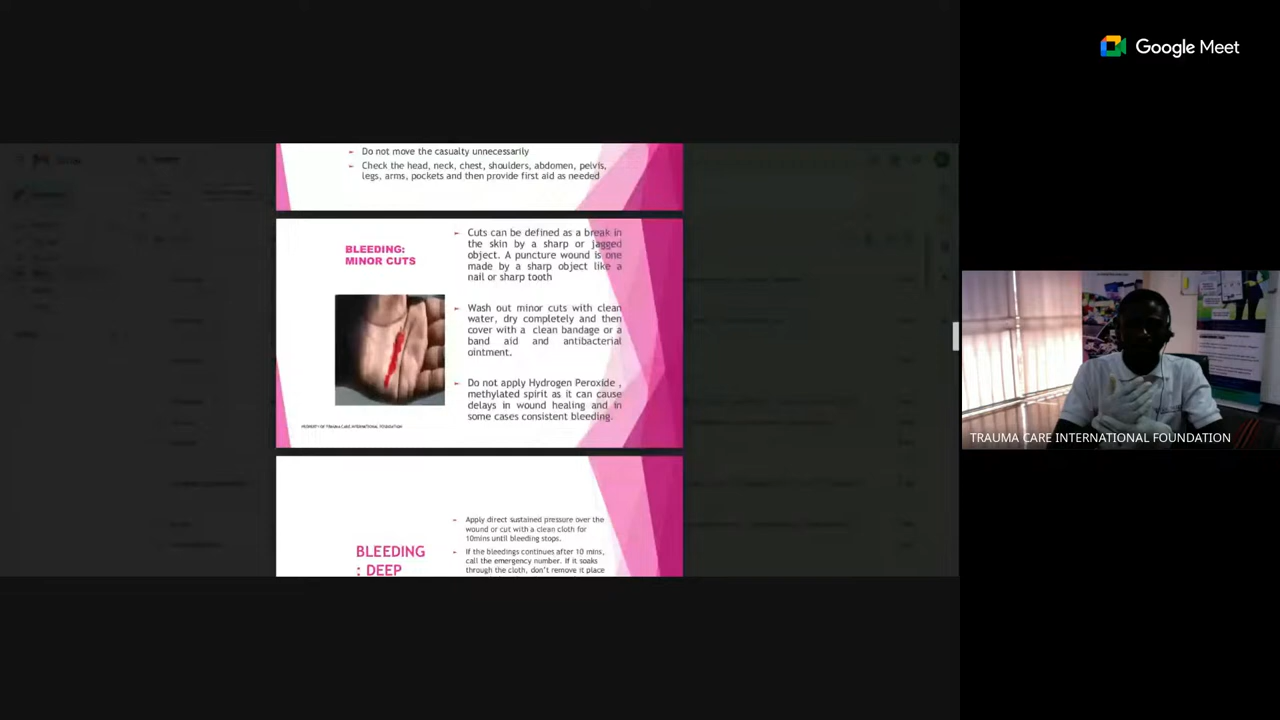 Google Meet
➢ Do not move the casualty unnecessarily
➢ Check the head, neck, chest, shoulders, abdomen, pelvis,
legs, arms, pockets and then provide first aid as needed
BLEEDING:
MINOR CUTS
➢ Cuts can be defined as a break in
the skin by a sharp or jagged
object. A puncture wound is one
made by a sharp object like a
nail or sharp tooth
➢ Wash out minor cuts with clean
water, dry completely and then
cover with a clean bandage or a
band aid and antibacterial
ointment.
➢ Do not apply Hydrogen Peroxide ,
methylated spirit as it can cause
delays in wound healing and in
some cases consistent bleeding.
PROPERTY OF TRAUMA CARE INTERNATIONAL FOUNDATION
BLEEDING
: DEEP
➢ Apply direct sustained pressure over the
wound or cut with a clean cloth for
10mins until bleeding stops.
➢ If the bleedings continues after 10 mins,
call the emergency number. If it soaks
through the cloth, don't remove it place
TRAUMA CARE INTERNATIONAL FOUNDATION